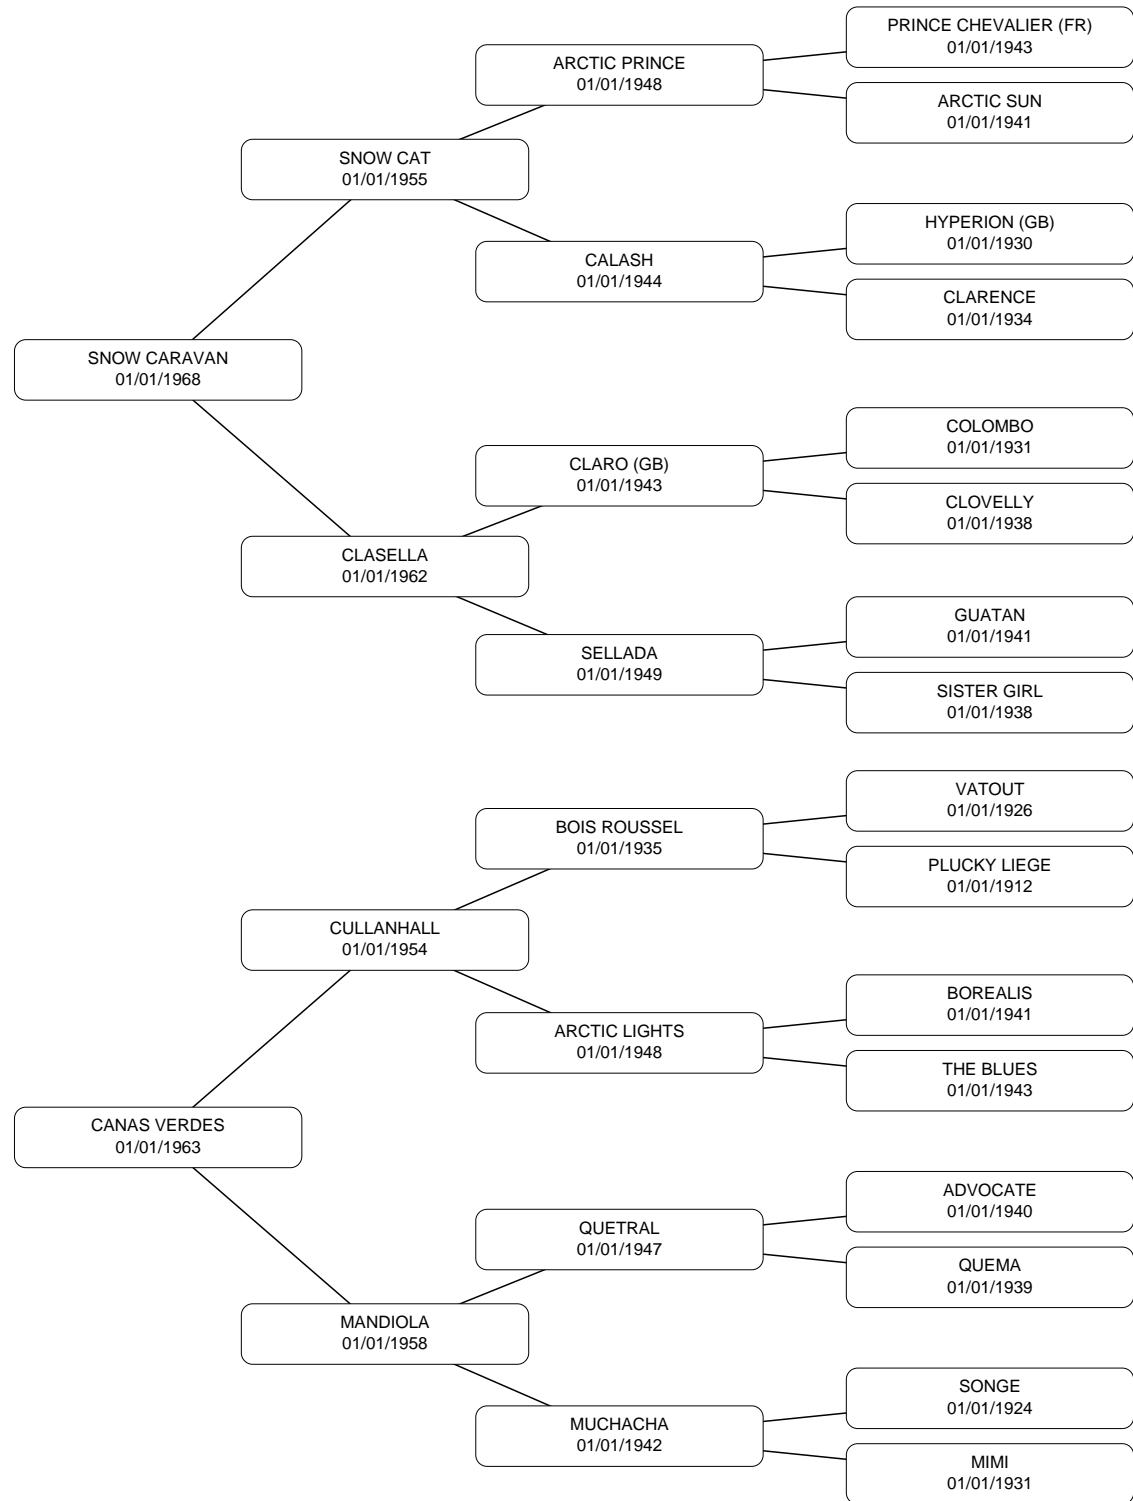 PRINCE CHEVALIER (FR)
01/01/1943
ARCTIC PRINCE
01/01/1948
ARCTIC SUN
01/01/1941
SNOW CAT
01/01/1955
HYPERION (GB)
01/01/1930
CALASH
01/01/1944
CLARENCE
01/01/1934
SNOW CARAVAN
01/01/1968
COLOMBO
01/01/1931
CLARO (GB)
01/01/1943
CLOVELLY
01/01/1938
CLASELLA
01/01/1962
GUATAN
01/01/1941
SELLADA
01/01/1949
SISTER GIRL
01/01/1938
VATOUT
01/01/1926
BOIS ROUSSEL
01/01/1935
PLUCKY LIEGE
01/01/1912
CULLANHALL
01/01/1954
BOREALIS
01/01/1941
ARCTIC LIGHTS
01/01/1948
THE BLUES
01/01/1943
CANAS VERDES
01/01/1963
ADVOCATE
01/01/1940
QUETRAL
01/01/1947
QUEMA
01/01/1939
MANDIOLA
01/01/1958
SONGE
01/01/1924
MUCHACHA
01/01/1942
MIMI
01/01/1931